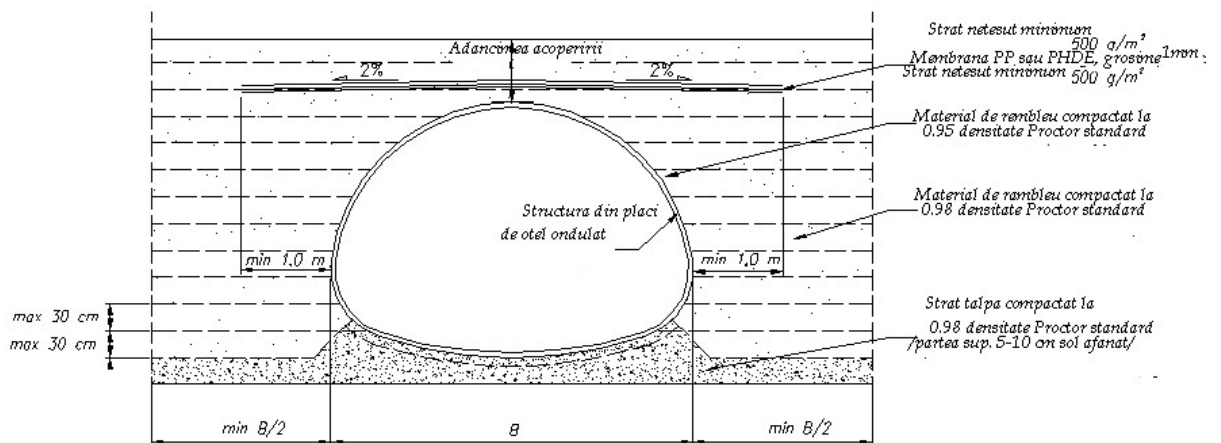 Strat netesut minimum
500 g/m²
Adancimea acoperirii
Membrana PP sau PHDE, grosime 1mm
2%
2%
Strat netesut minimum 500 g/m²
Material de rembleu compactat la
0.95 densitate Proctor standard
Material de rambleu compactat la
0.98 densitate Proctor standard
Structura din placi
de otel ondulat
min 1.0 m
min 1.0 m
Strat talpa compactat la
0.98 densitate Proctor standard
/partea sup. 5-10 cm sol afanat/
max 30 cm
max 30 cm
min B/2
B
min B/2